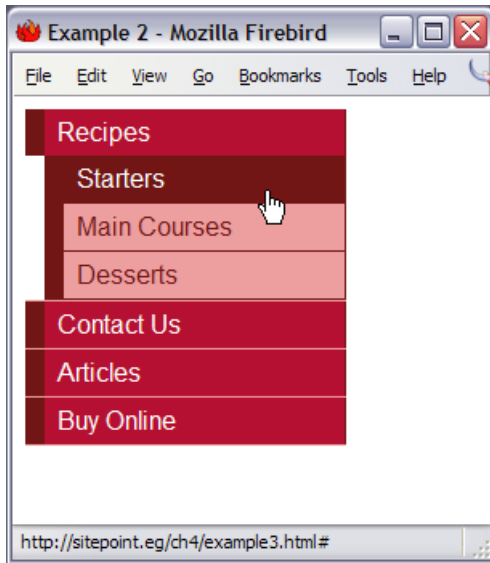 Example 2 - Mozilla Firebird
File Edit View Go Bookmarks Tools Help
Recipes
Starters
Main Courses
Desserts
Contact Us
Articles
Buy Online
http://sitepoint.eg/ch4/example3.html#